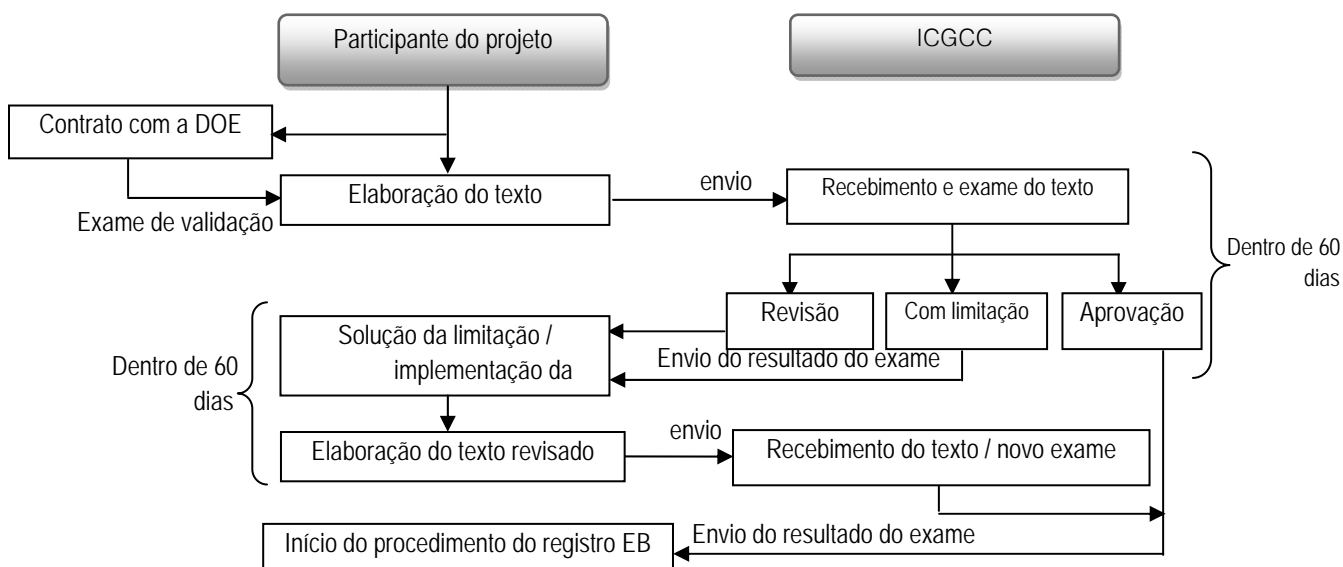 Participante do projeto
ICGCC
Contrato com a DOE
Elaboração do texto
envio
Recebimento e exame do texto
Exame de validação
Dentro de 60
dias
Revisão
Com limitação
Aprovação
Solução da limitação /
implementação da
Envio do resultado do exame
Dentro de 60
dias
Elaboração do texto revisado
envio
Recebimento do texto / novo exame
Início do procedimento do registro EB
Envio do resultado do exame